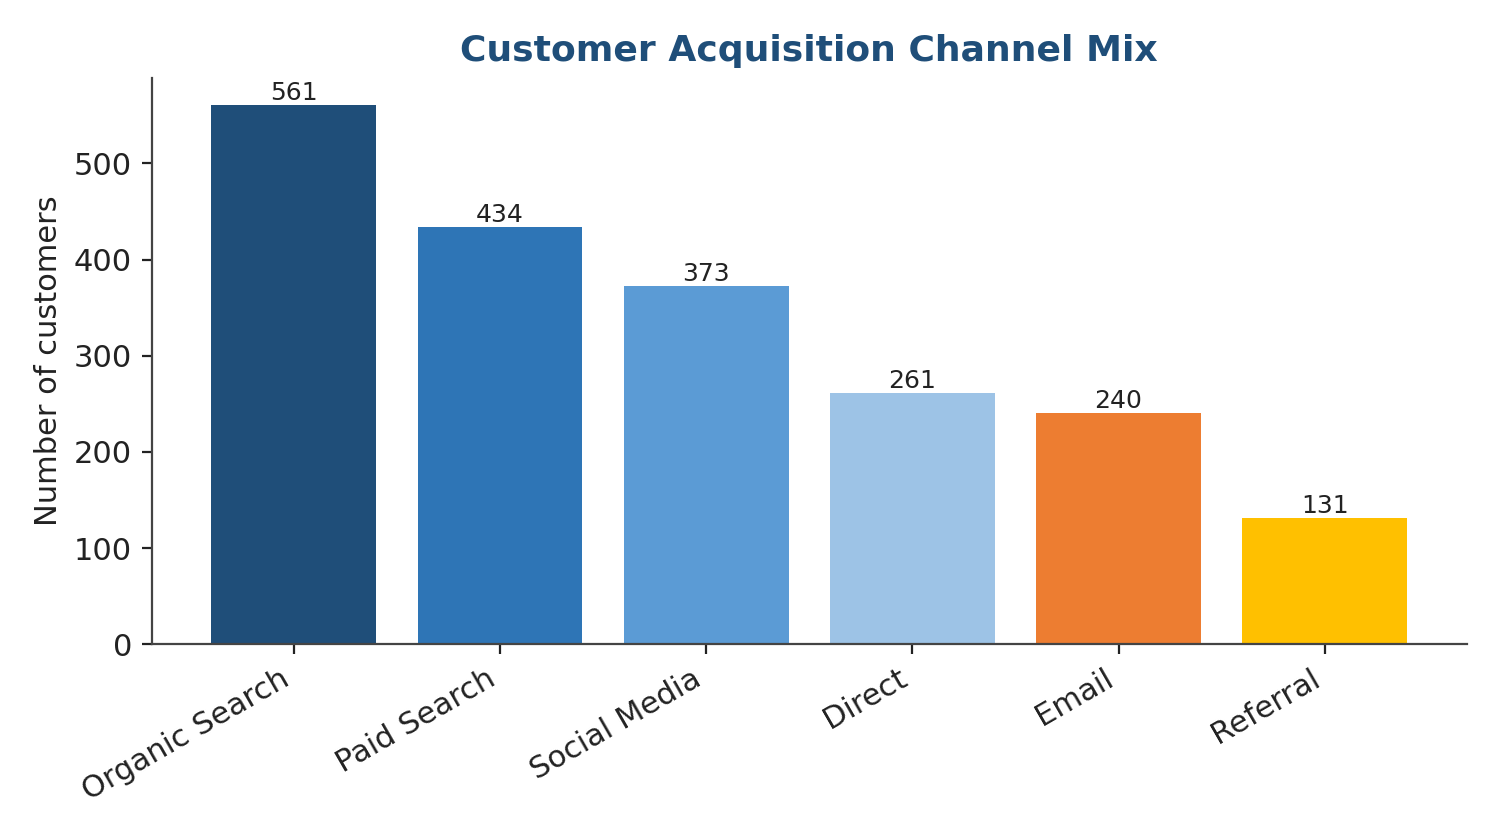 Customer Acquisition Channel Mix
Number of customers
500
400
300
200
100
0
561
434
373
261
240
131
Organic Search
Paid Search
Social Media
Direct
Email
Referral